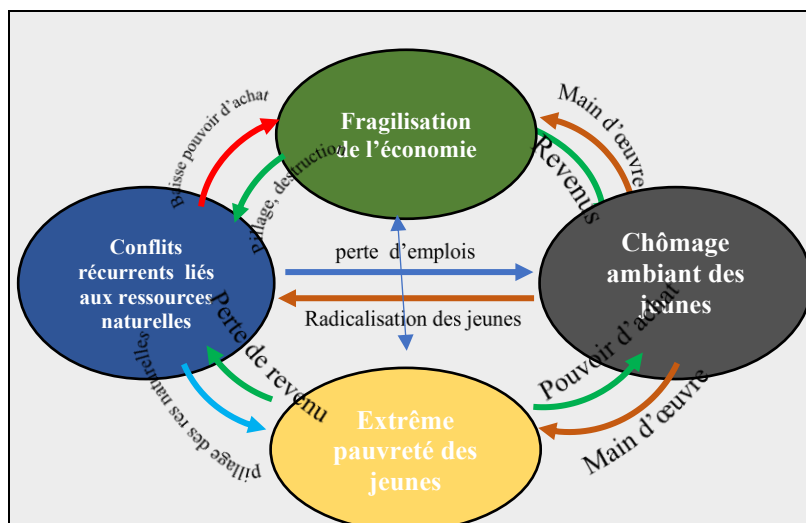 Fragilisation
de l'économie
Baisse pouvoir d'achat
Pillage, destruction
Main d'œuvre
Revenus
Conflits
récurrents liés
aux ressources
naturelles
perte d'emplois
Radicalisation des jeunes
Chômage
ambiant des
jeunes
Perte de revenu
pillage des res naturelles
Pouvoir d'achat
Main d'œuvre
Extrême
pauvreté des
jeunes